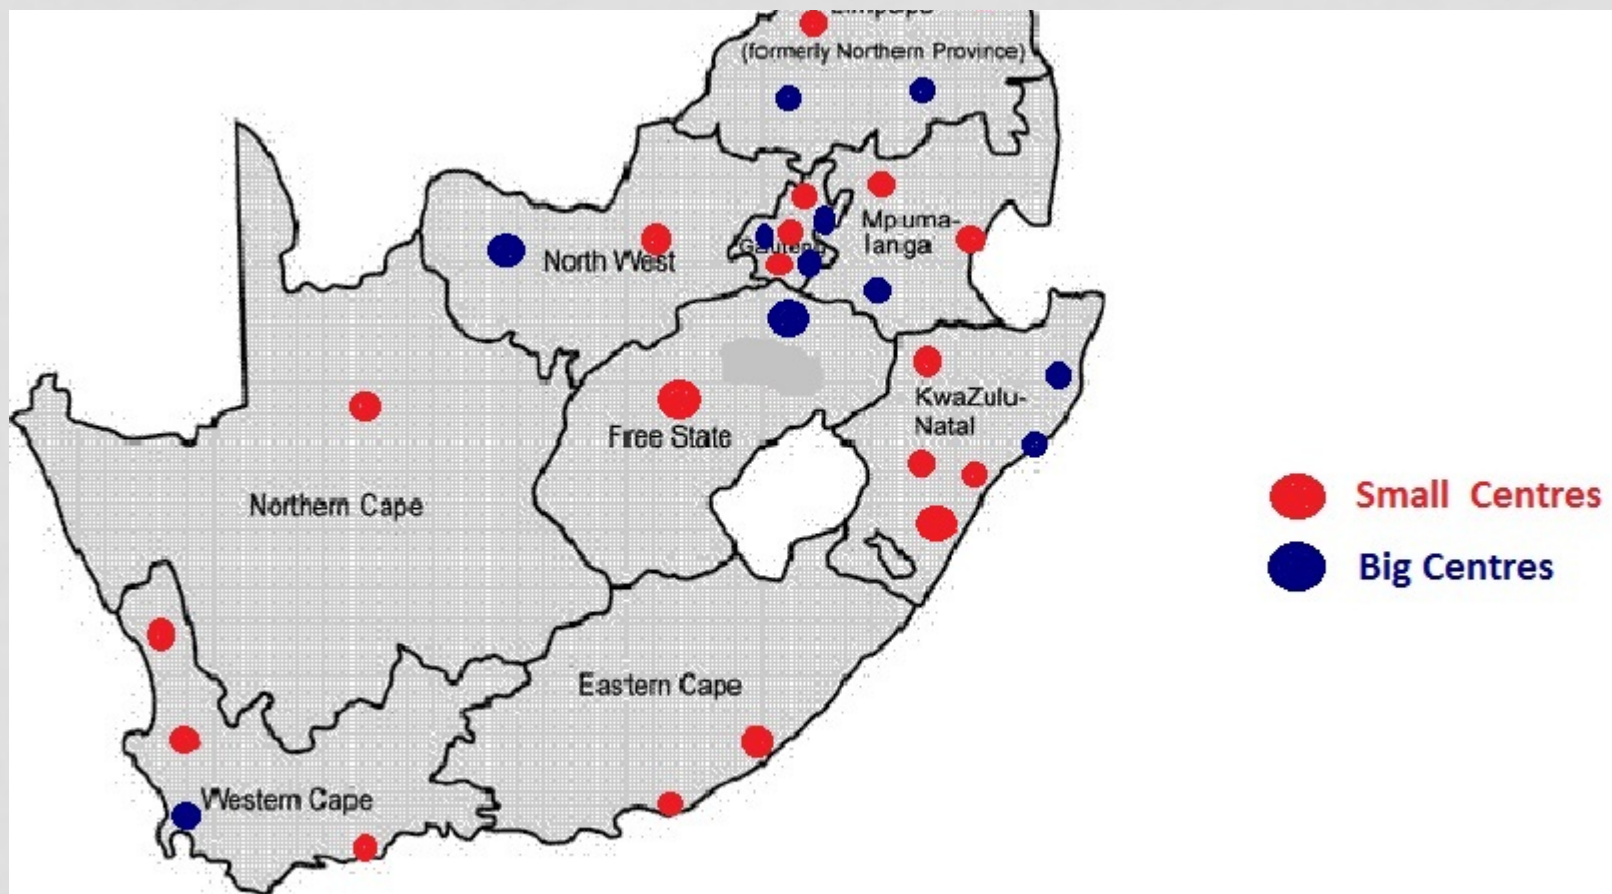 (formerly Northern Province)
Mpuma-
langa
Gauteng
North West
KwaZulu-
Natal
Free State
Northern Cape
Small Centres
Big Centres
Eastern Cape
Western Cape